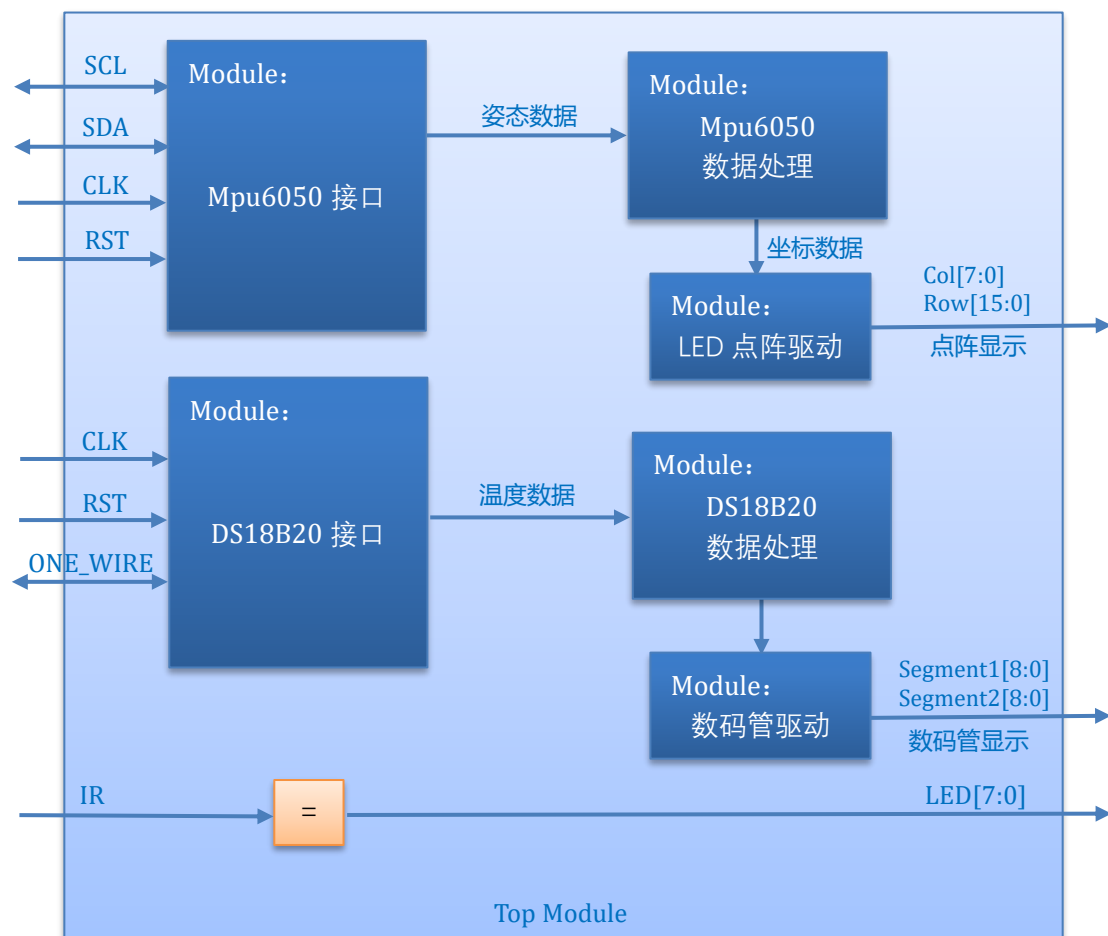 SCL
SDA
CLK
RST
Module：
Mpu6050 接口
姿态数据
Module：
Mpu6050
数据处理
坐标数据
Module：
LED 点阵驱动
Col[7:0]
Row[15:0]
点阵显示
CLK
RST
ONE_WIRE
Module：
DS18B20 接口
温度数据
Module：
DS18B20
数据处理
Module：
数码管驱动
Segment1[8:0]
Segment2[8:0]
数码管显示
IR
=
LED[7:0]
Top Module